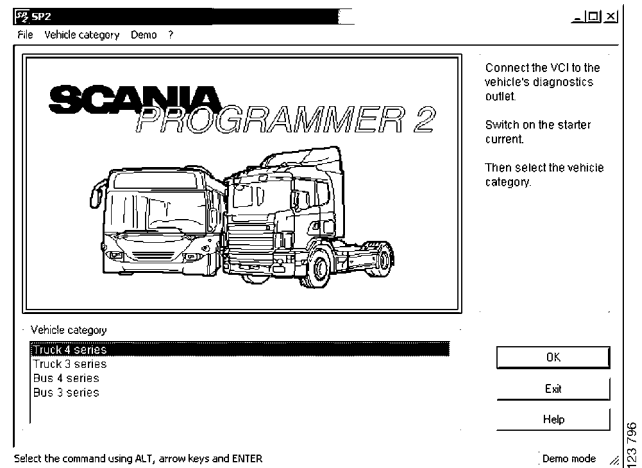 SP2 SP2
File Vehicle category Demo ?
SCANIA
PROGRAMMER 2
Connect the VCI to the
vehicle's diagnostics
outlet.
Switch on the starter
current.
Then select the vehicle
category.
Vehicle category
Truck 4 series
Truck 3 series
Bus 4 series
Bus 3 series
OK
Exit
Help
Select the command using ALT, arrow keys and ENTER
Demo mode
123 796